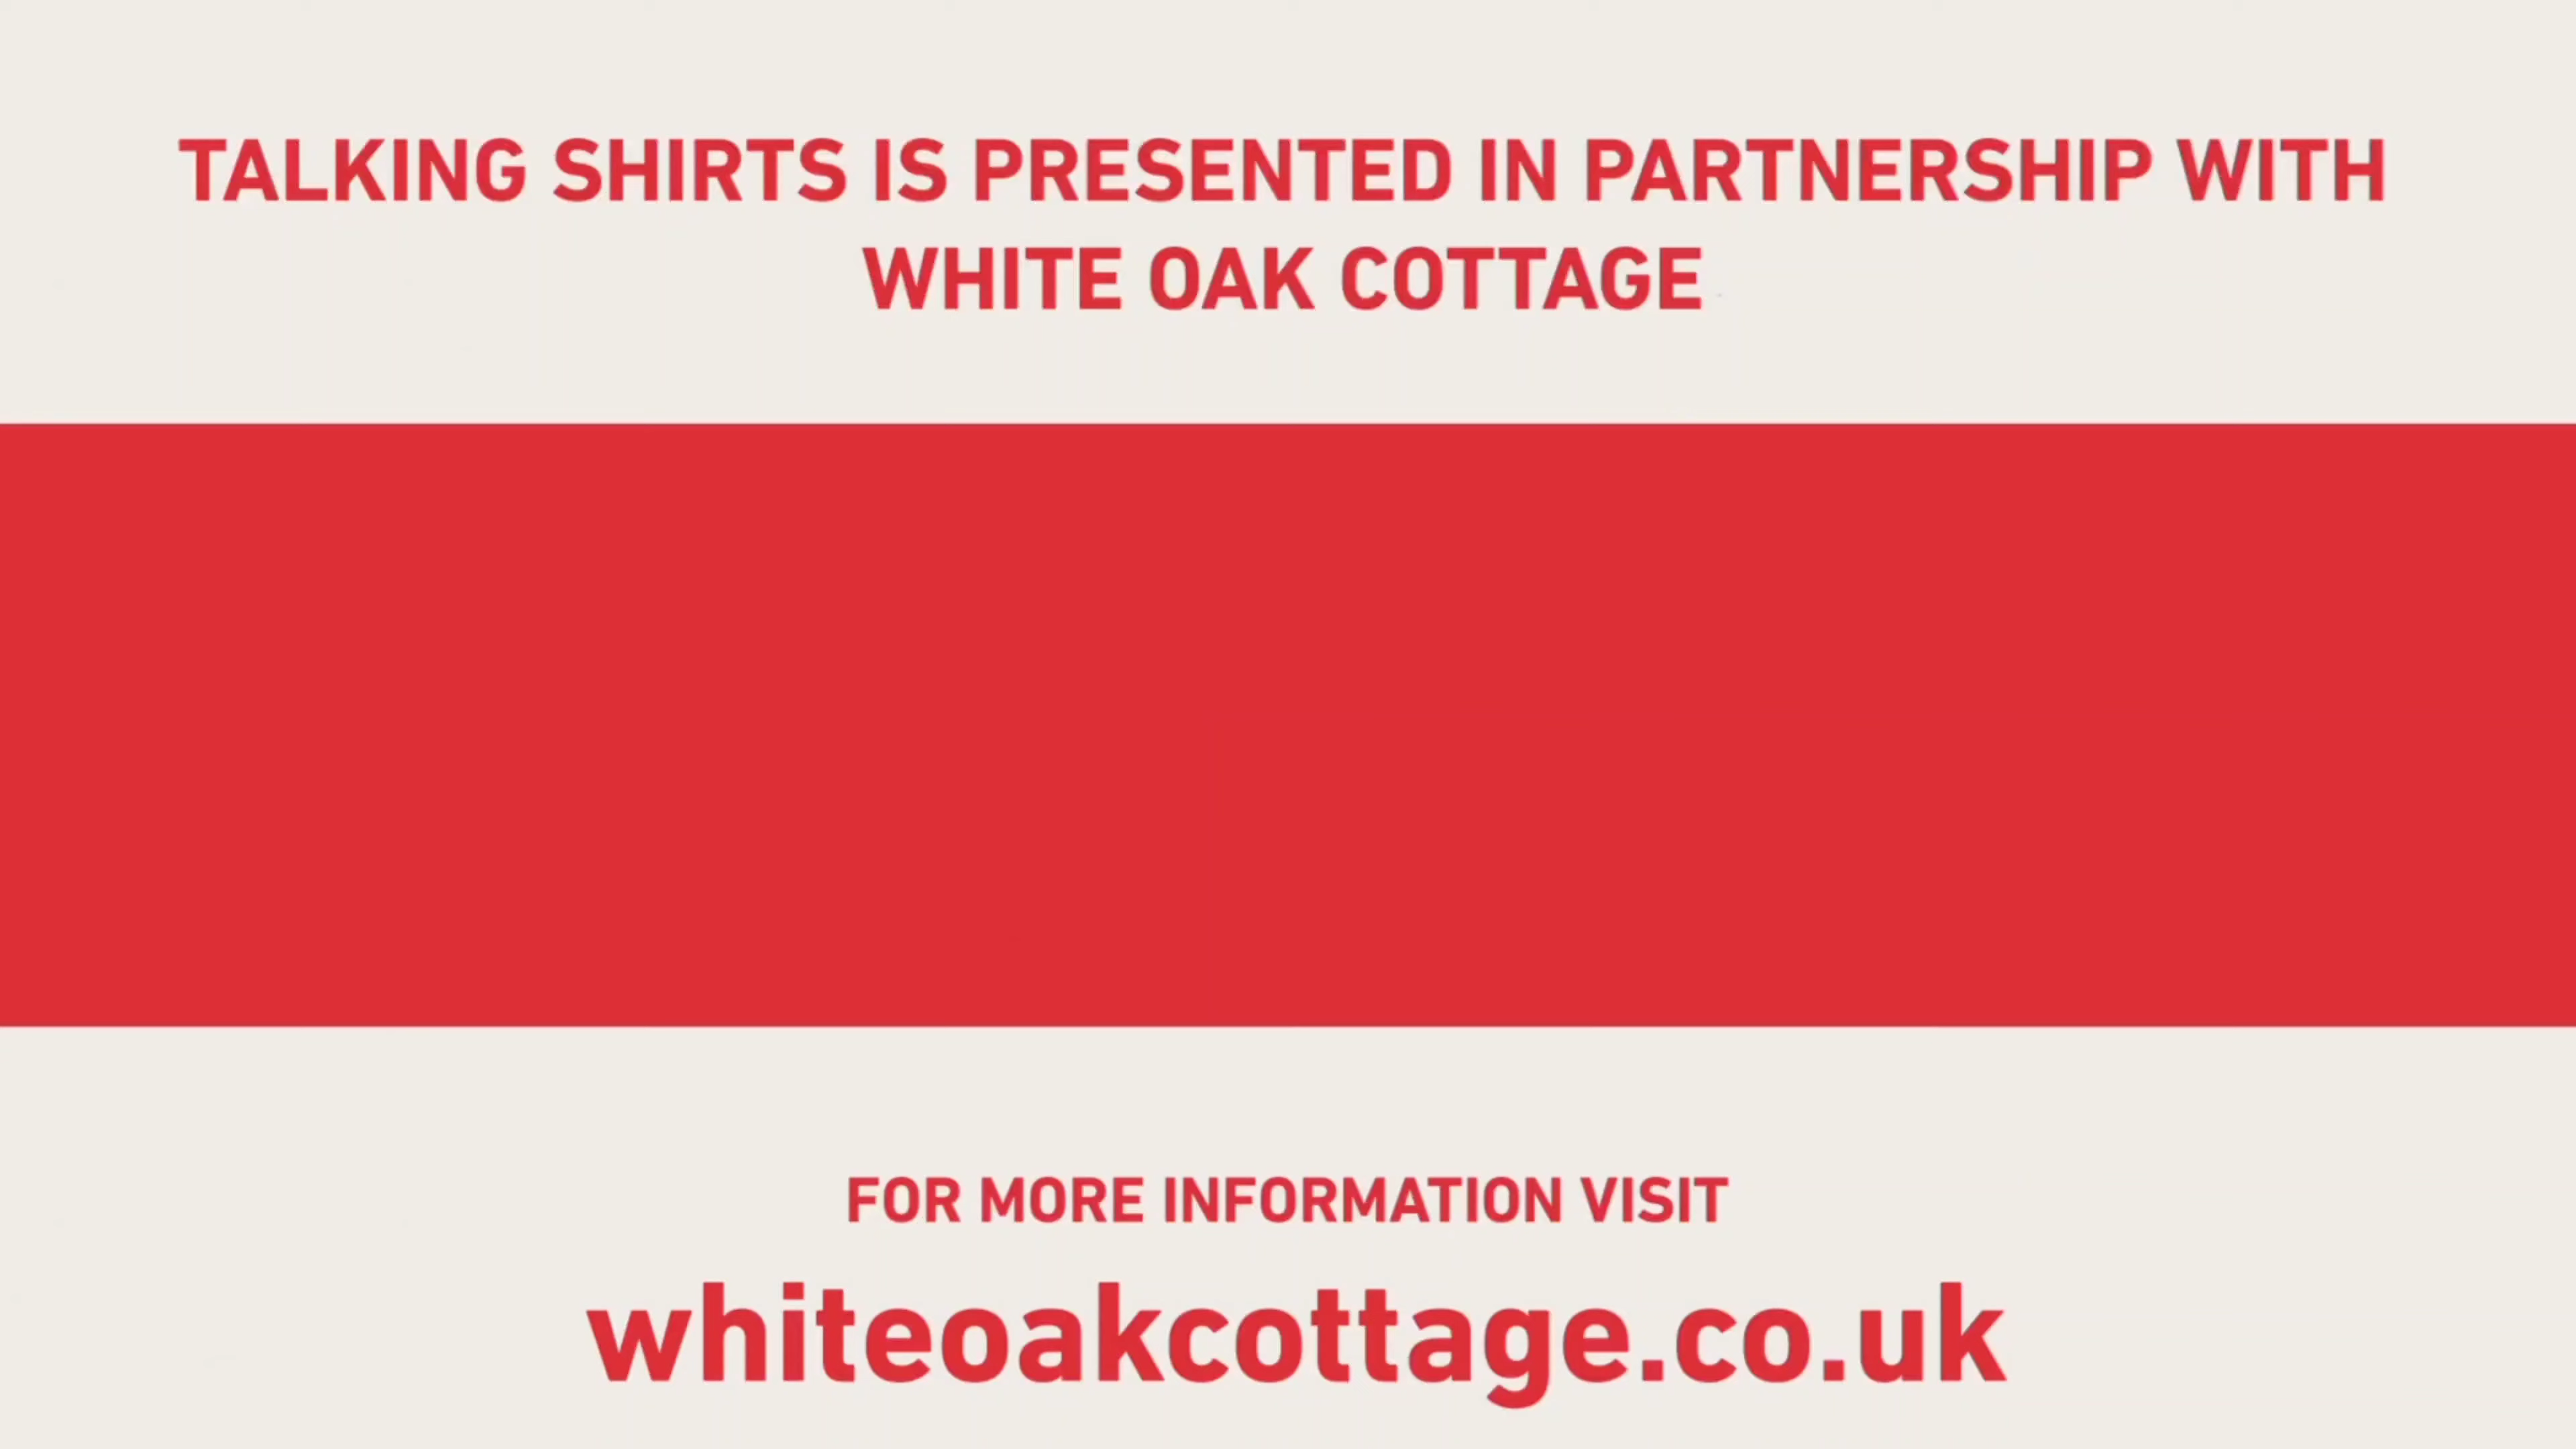 TALKING SHIRTS IS PRESENTED IN PARTNERSHIP WITH
WHITE OAK COTTAGE
FOR MORE INFORMATION VISIT
whiteoakcottage.co.uk